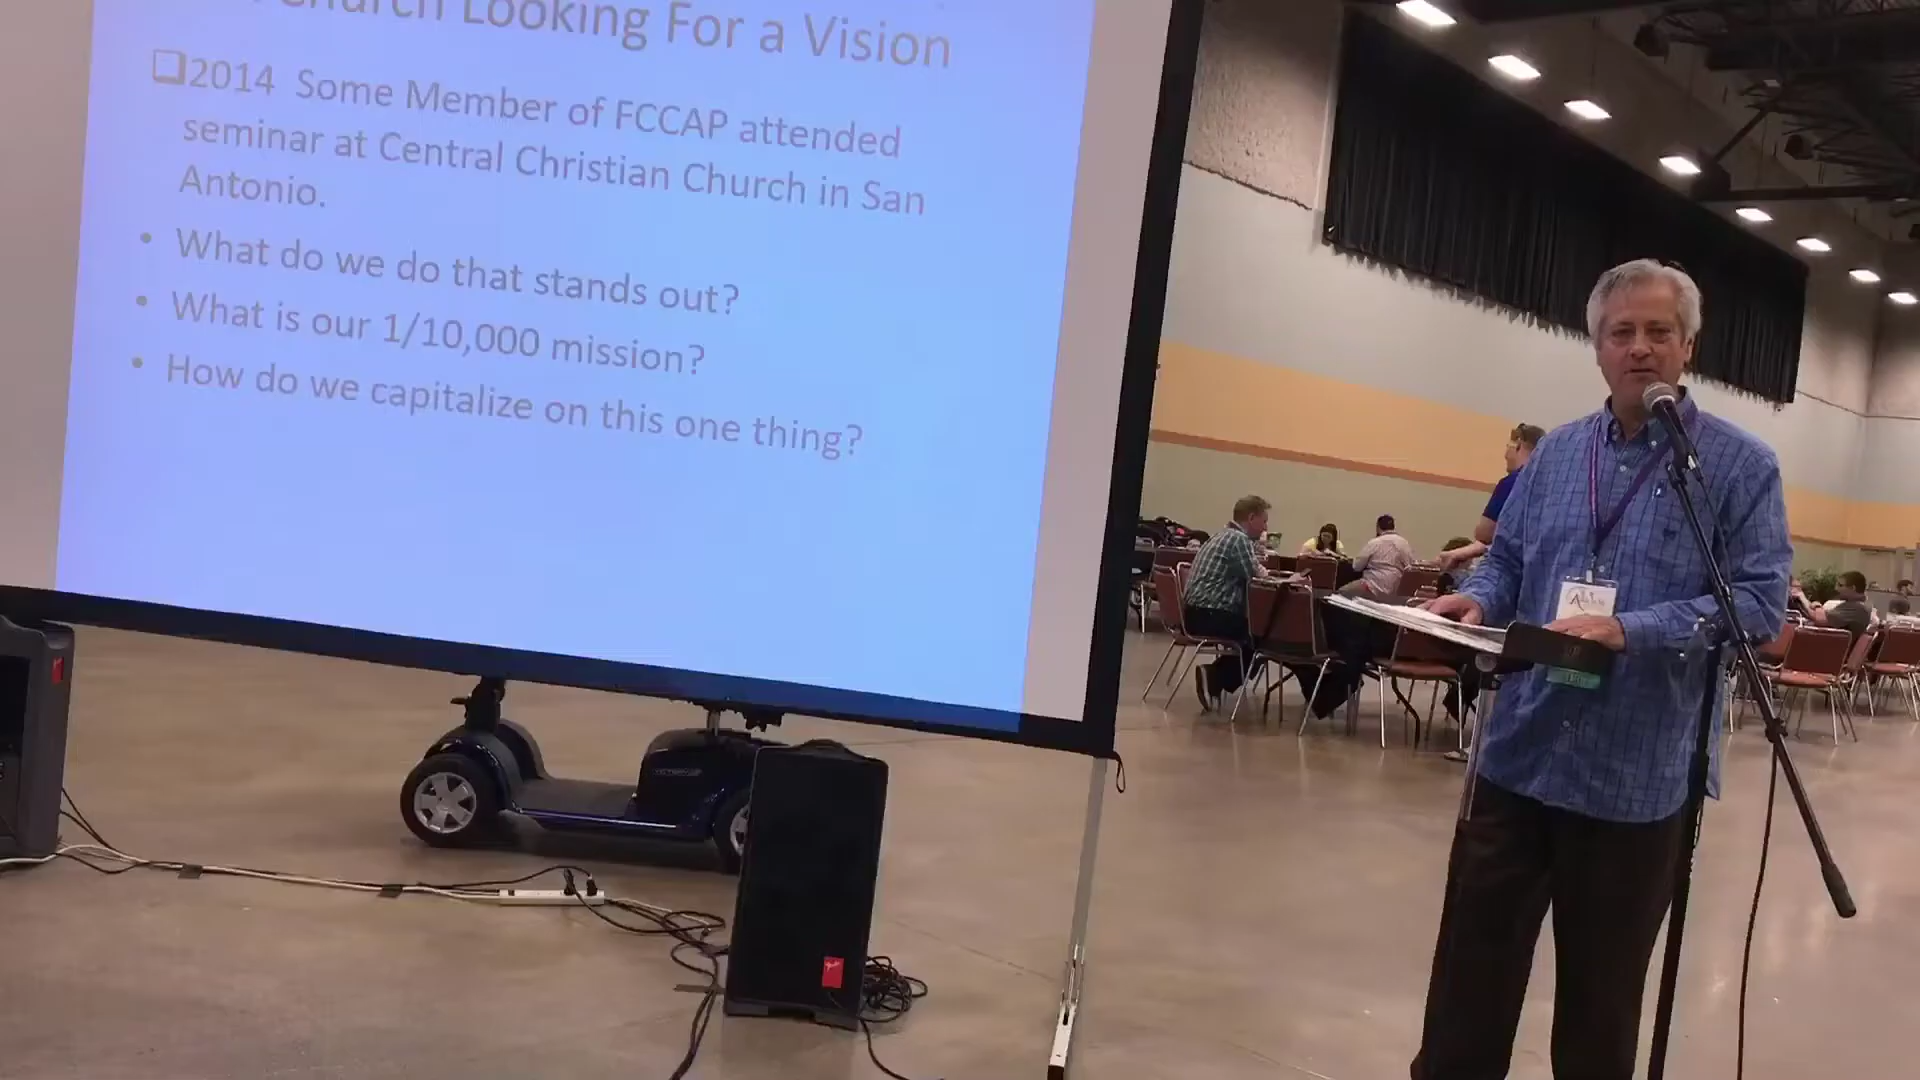 Church Looking For a Vision
2014 Some Member of FCCAP attended
seminar at Central Christian Church in San
Antonio.
• What do we do that stands out?
• What is our 1/10,000 mission?
• How do we capitalize on this one thing?